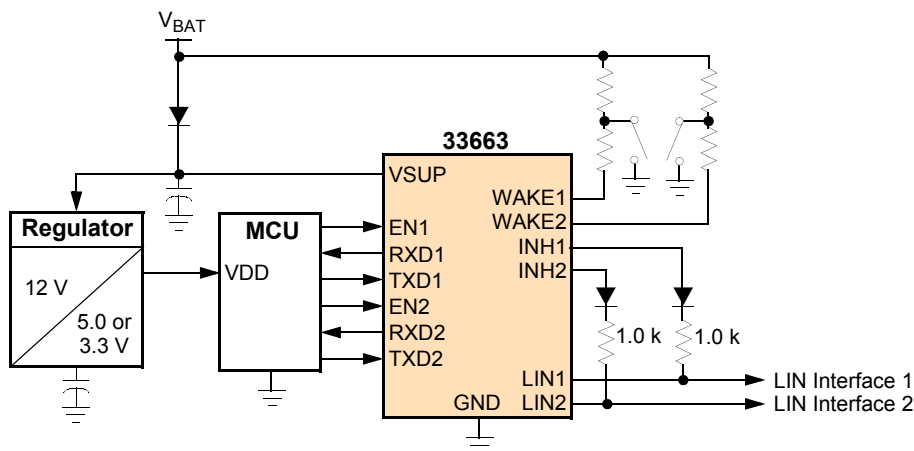 VBAT
33663
VSUP
WAKE1
WAKE2
INH1
INH2
EN1
RXD1
TXD1
EN2
RXD2
TXD2
LIN1
LIN2
GND
Regulator
12 V
5.0 or
3.3 V
MCU
VDD
1.0 k
1.0 k
LIN Interface 1
LIN Interface 2